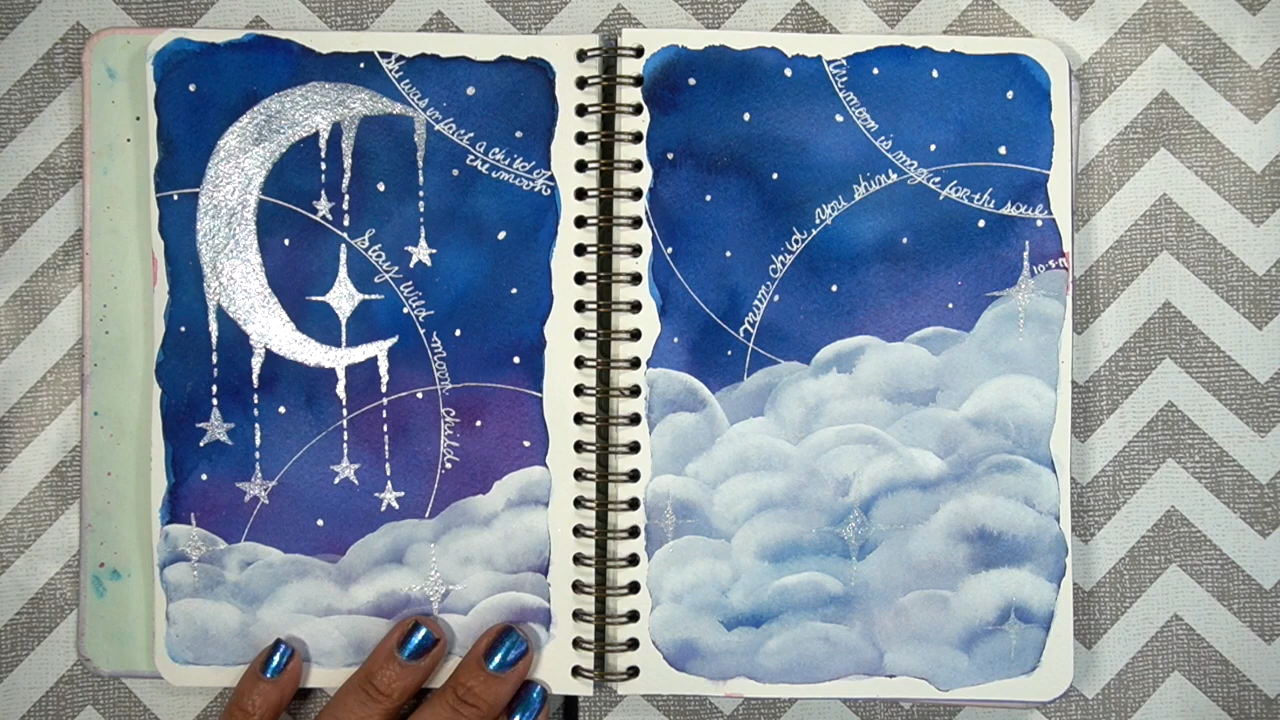 She was in fact a child of
the moon
Stay wild moon child.
The moon is magic for the soul
moon child, you shine